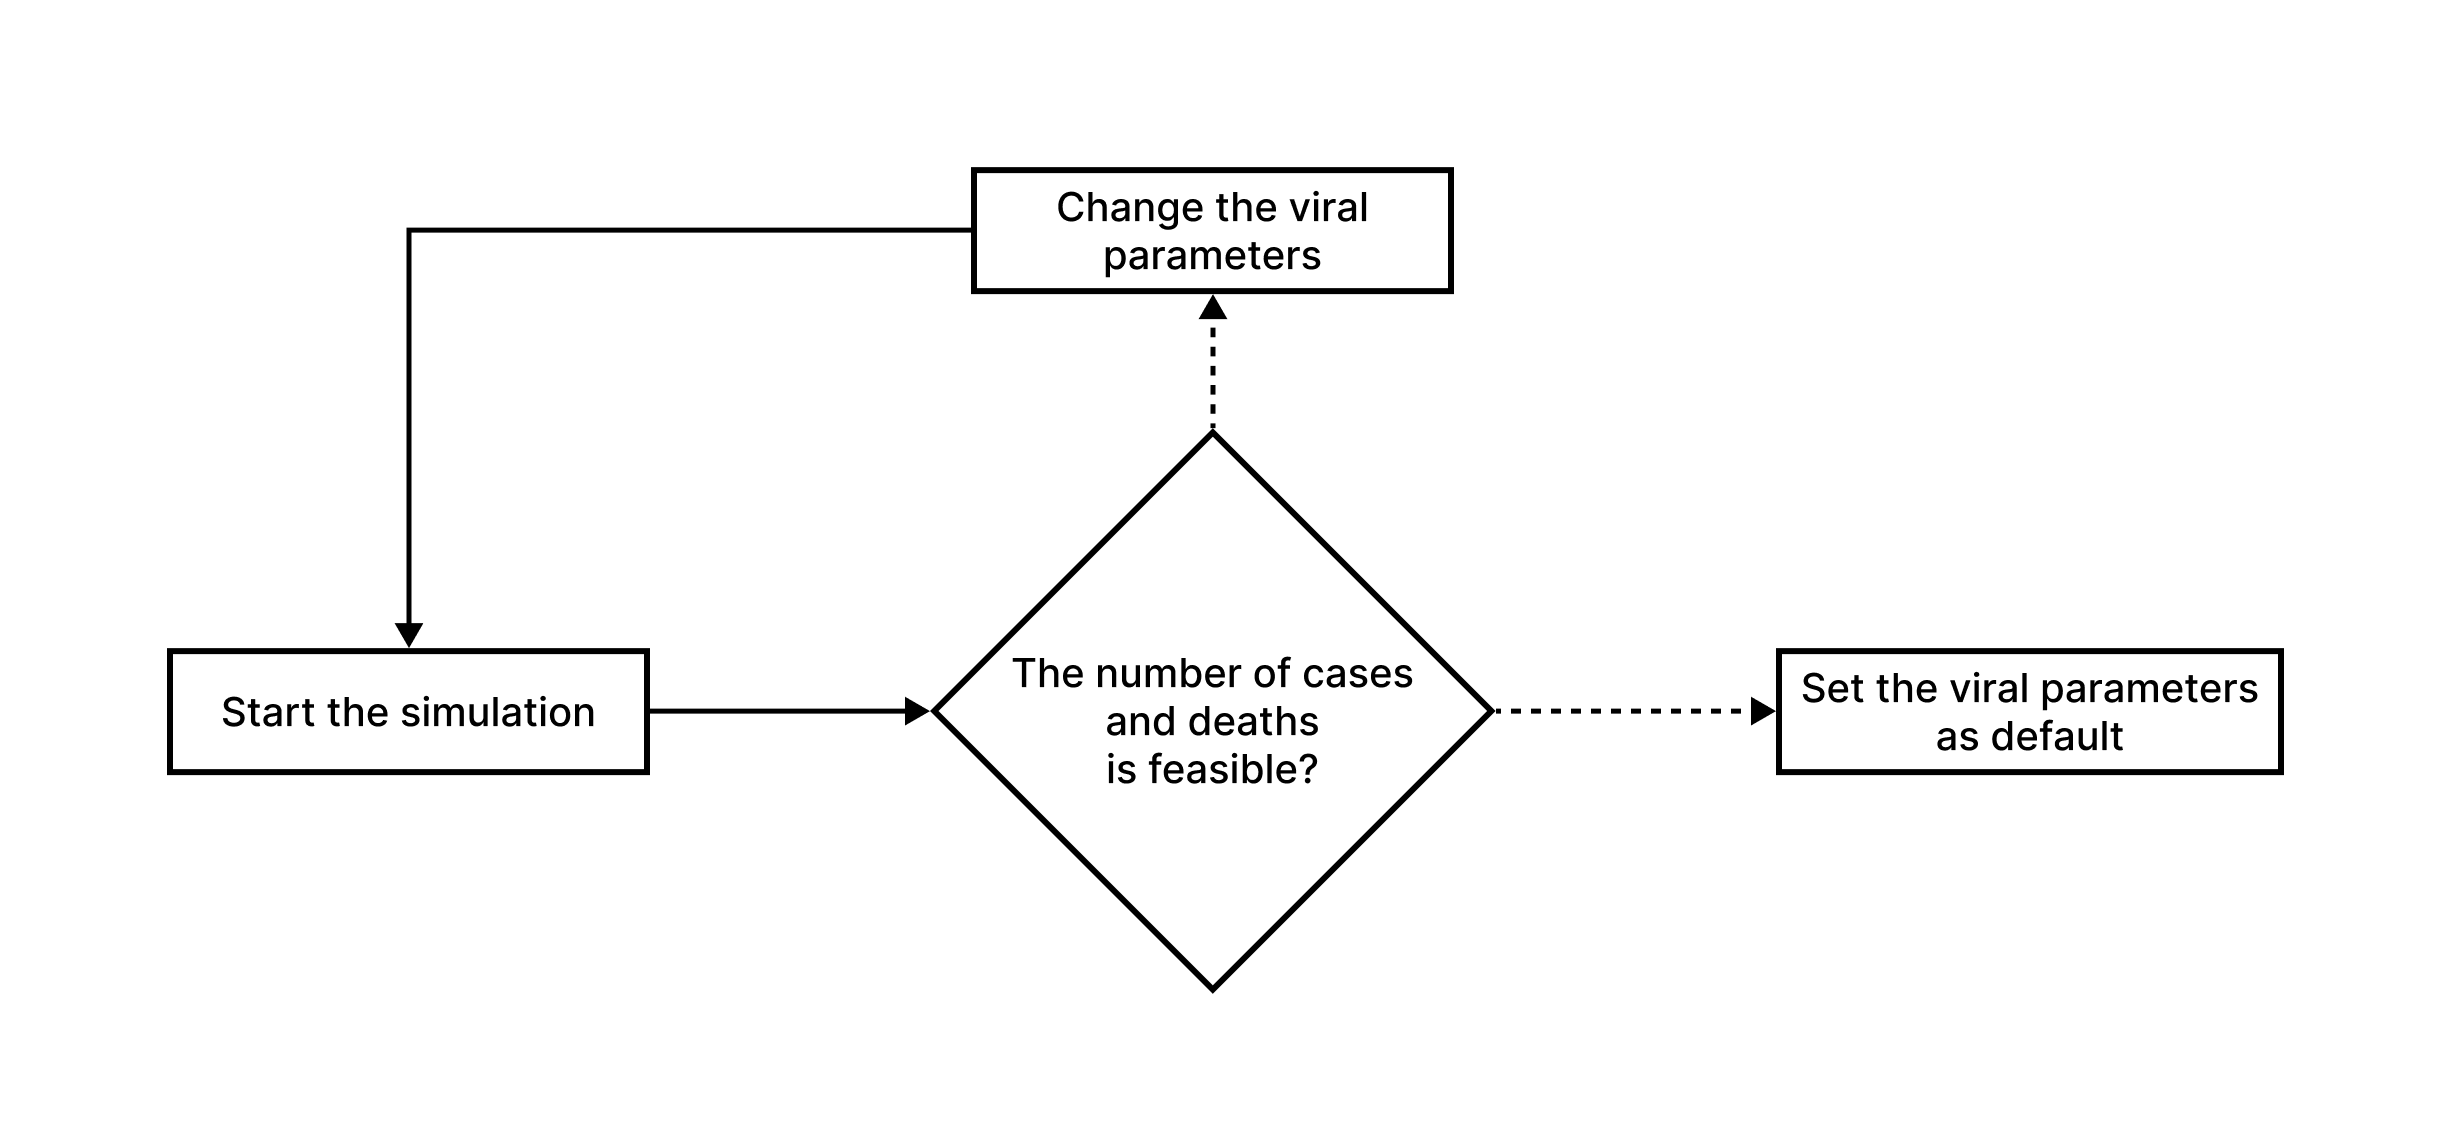 Change the viral
parameters
Start the simulation
The number of cases
and deaths
is feasible?
Set the viral parameters
as default